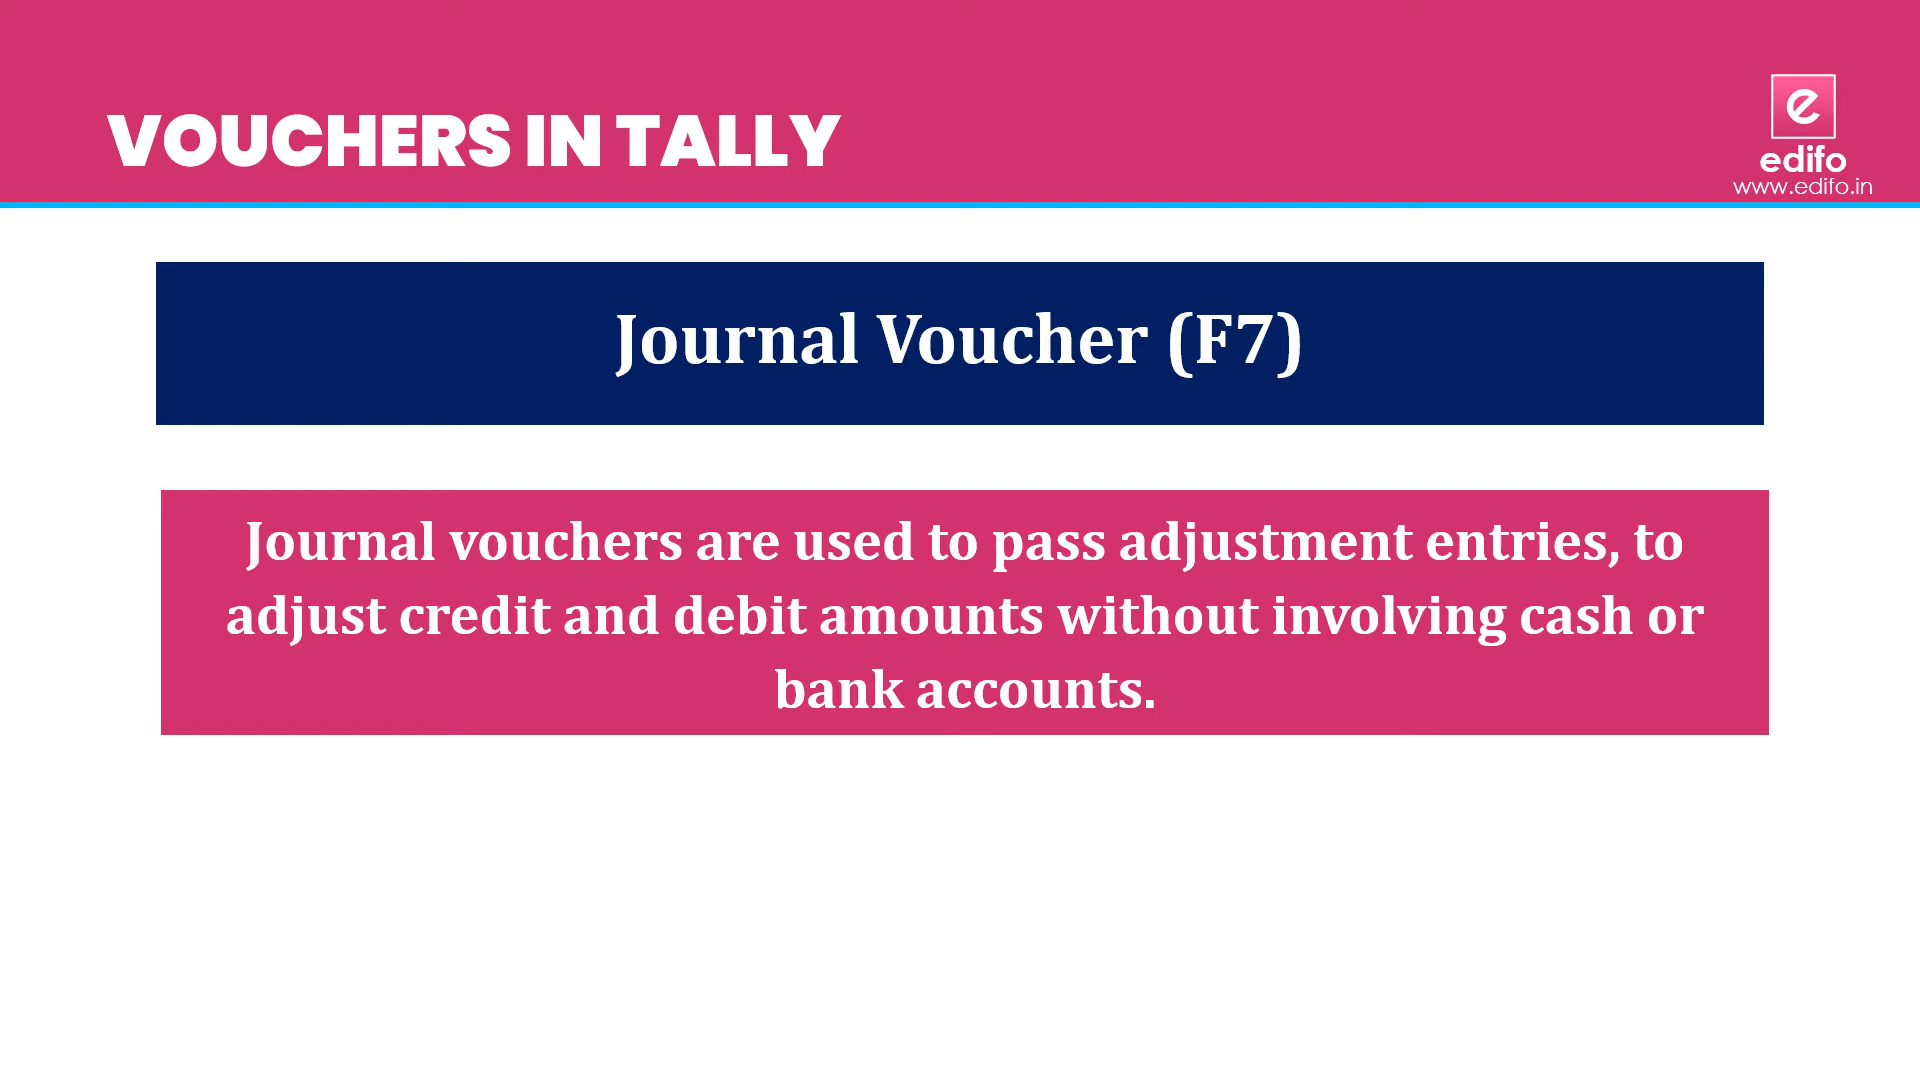 VOUCHERS IN TALLY
e
edifo
www.edifo.in
Journal Voucher (F7)
Journal vouchers are used to pass adjustment entries, to
adjust credit and debit amounts without involving cash or
bank accounts.